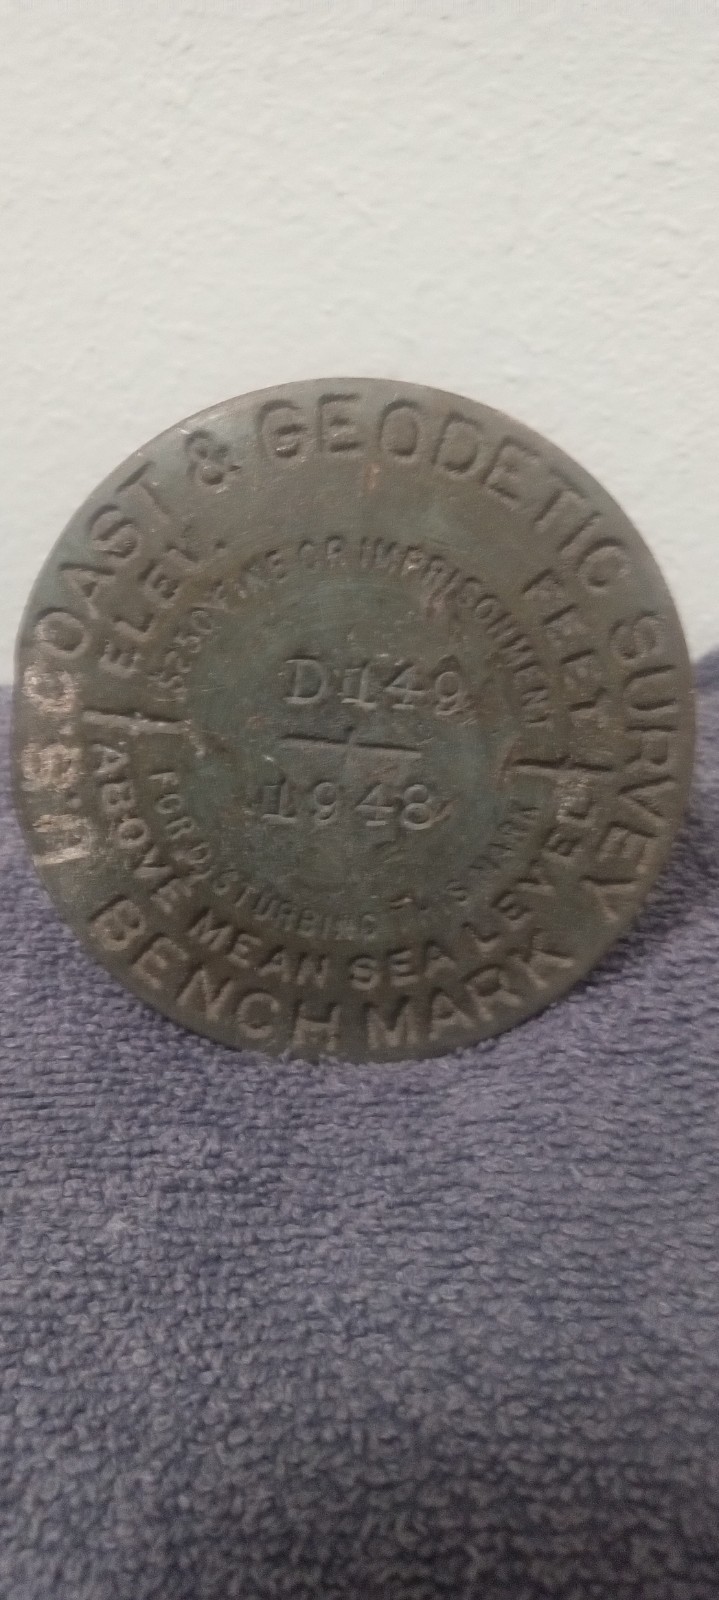 U.S. COAST & GEODETIC SURVEY
BENCH MARK
ELEV. FEET
ABOVE MEAN SEA LEVEL
$250 FINE OR IMPRISONMENT
FOR DISTURBING THIS MARK
D 149
1948